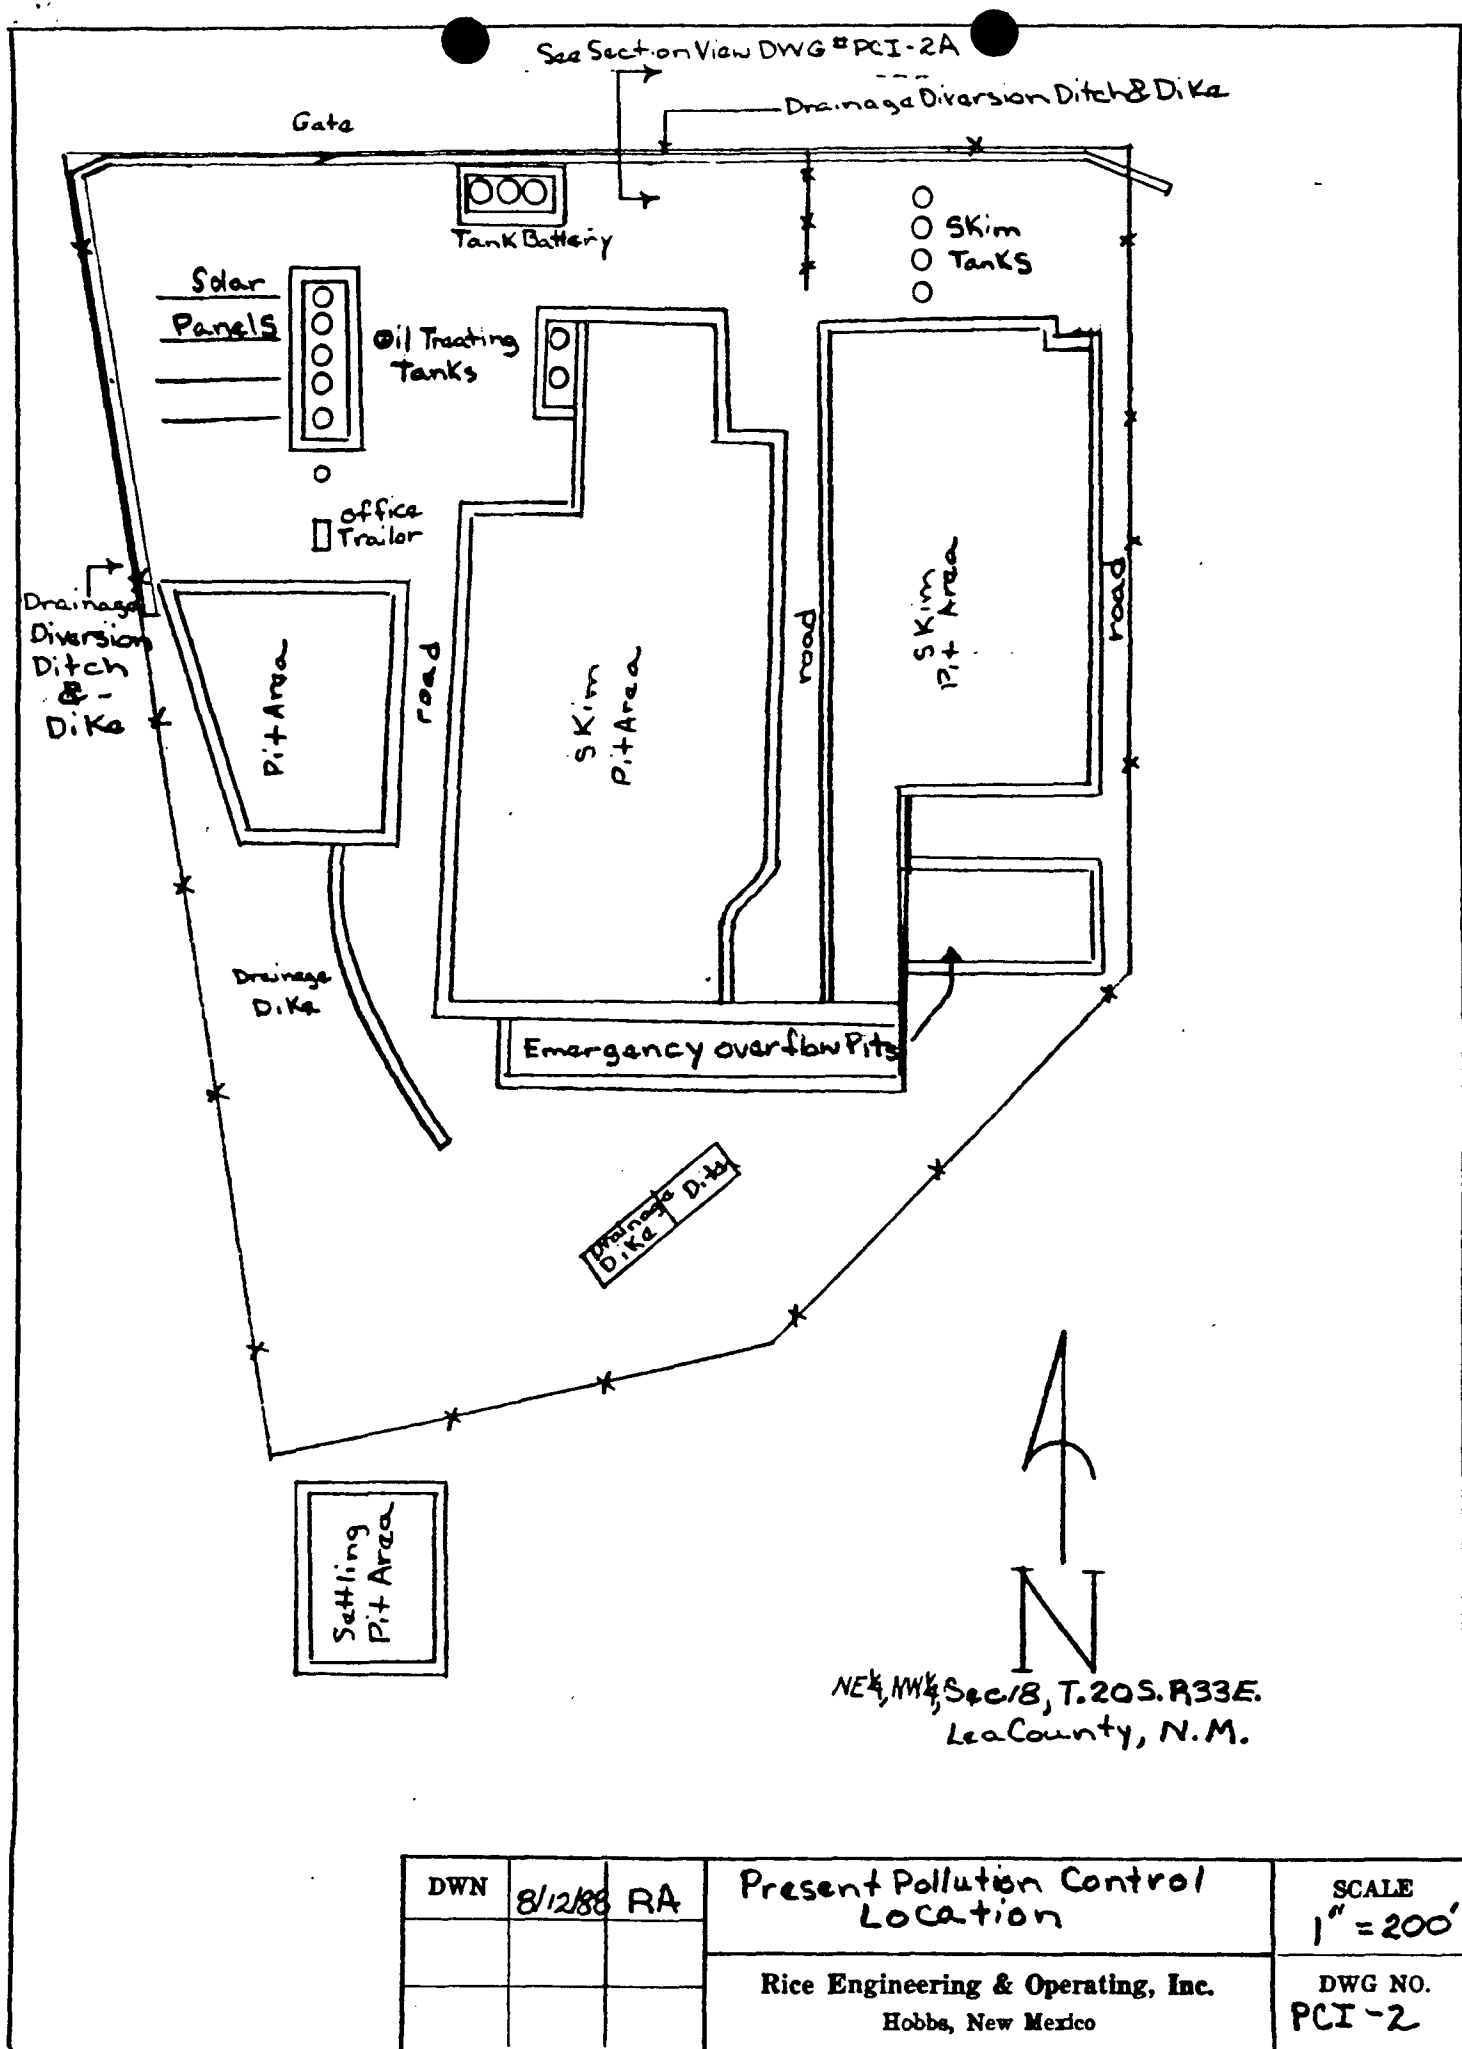 See Section View DWG #PCI-2A
Drainage Diversion Ditch & Dike
Gate
Tank Battery
Skim
Tanks
Solar
Panels
Oil Treating
Tanks
office
Trailor
Drainage
Diversion
Ditch
& -
Dike
Pit Area
road
Skim
Pit Area
road
Skim
Pit Area
road
Drainage
Dike
Emergency overflow Pits
Drainage
Dike
Settling
Pit Area
N
NE¼, NW¼, Sec 18, T. 20 S. R33E.
Lea County, N.M.
DWN
8/12/88
RA
Present Pollution Control
Location
SCALE
1" = 200'
Rice Engineering & Operating, Inc.
Hobbs, New Mexico
DWG NO.
PCI-2